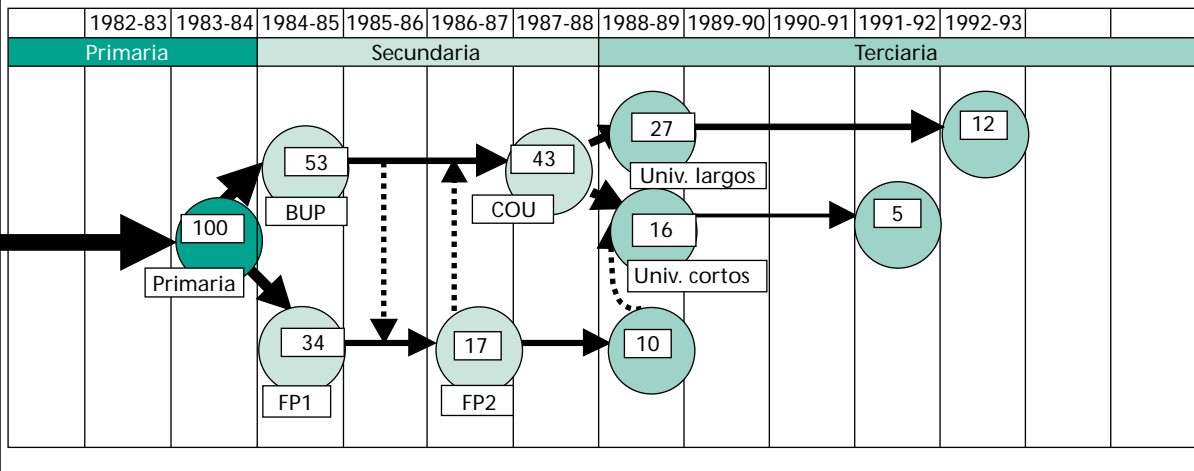 1982-83 1983-84 1984-85 1985-86 1986-87 1987-88 1988-89 1989-90 1990-91 1991-92 1992-93
Primaria Secundaria Terciaria
27 12
Univ. largos
53 43
BUP COU
5
16
Univ. cortos
100
Primaria
34 17 10
FP1 FP2